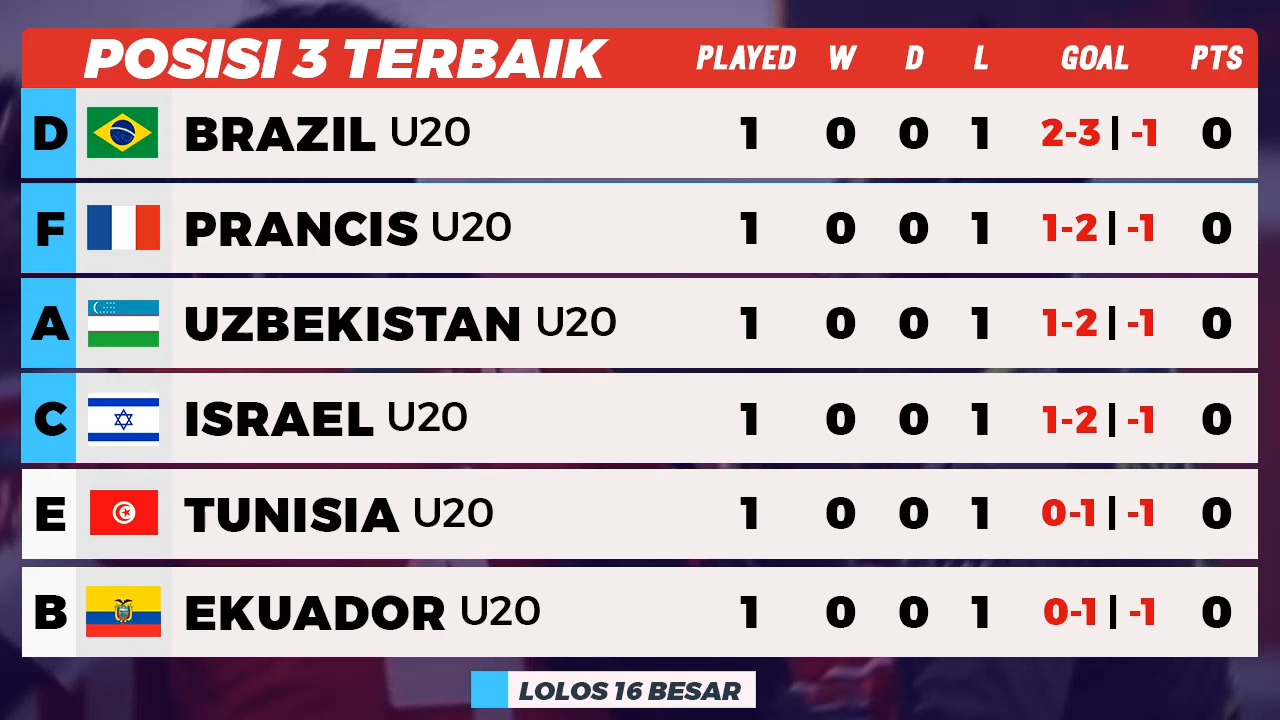 POSISI 3 TERBAIK PLAYED W D L GOAL PTS
D BRAZIL U20 1 0 0 1 2-3 | -1 0
F PRANCIS U20 1 0 0 1 1-2 | -1 0
A UZBEKISTAN U20 1 0 0 1 1-2 | -1 0
C ISRAEL U20 1 0 0 1 1-2 | -1 0
E TUNISIA U20 1 0 0 1 0-1 | -1 0
B EKUADOR U20 1 0 0 1 0-1 | -1 0
LOLOS 16 BESAR